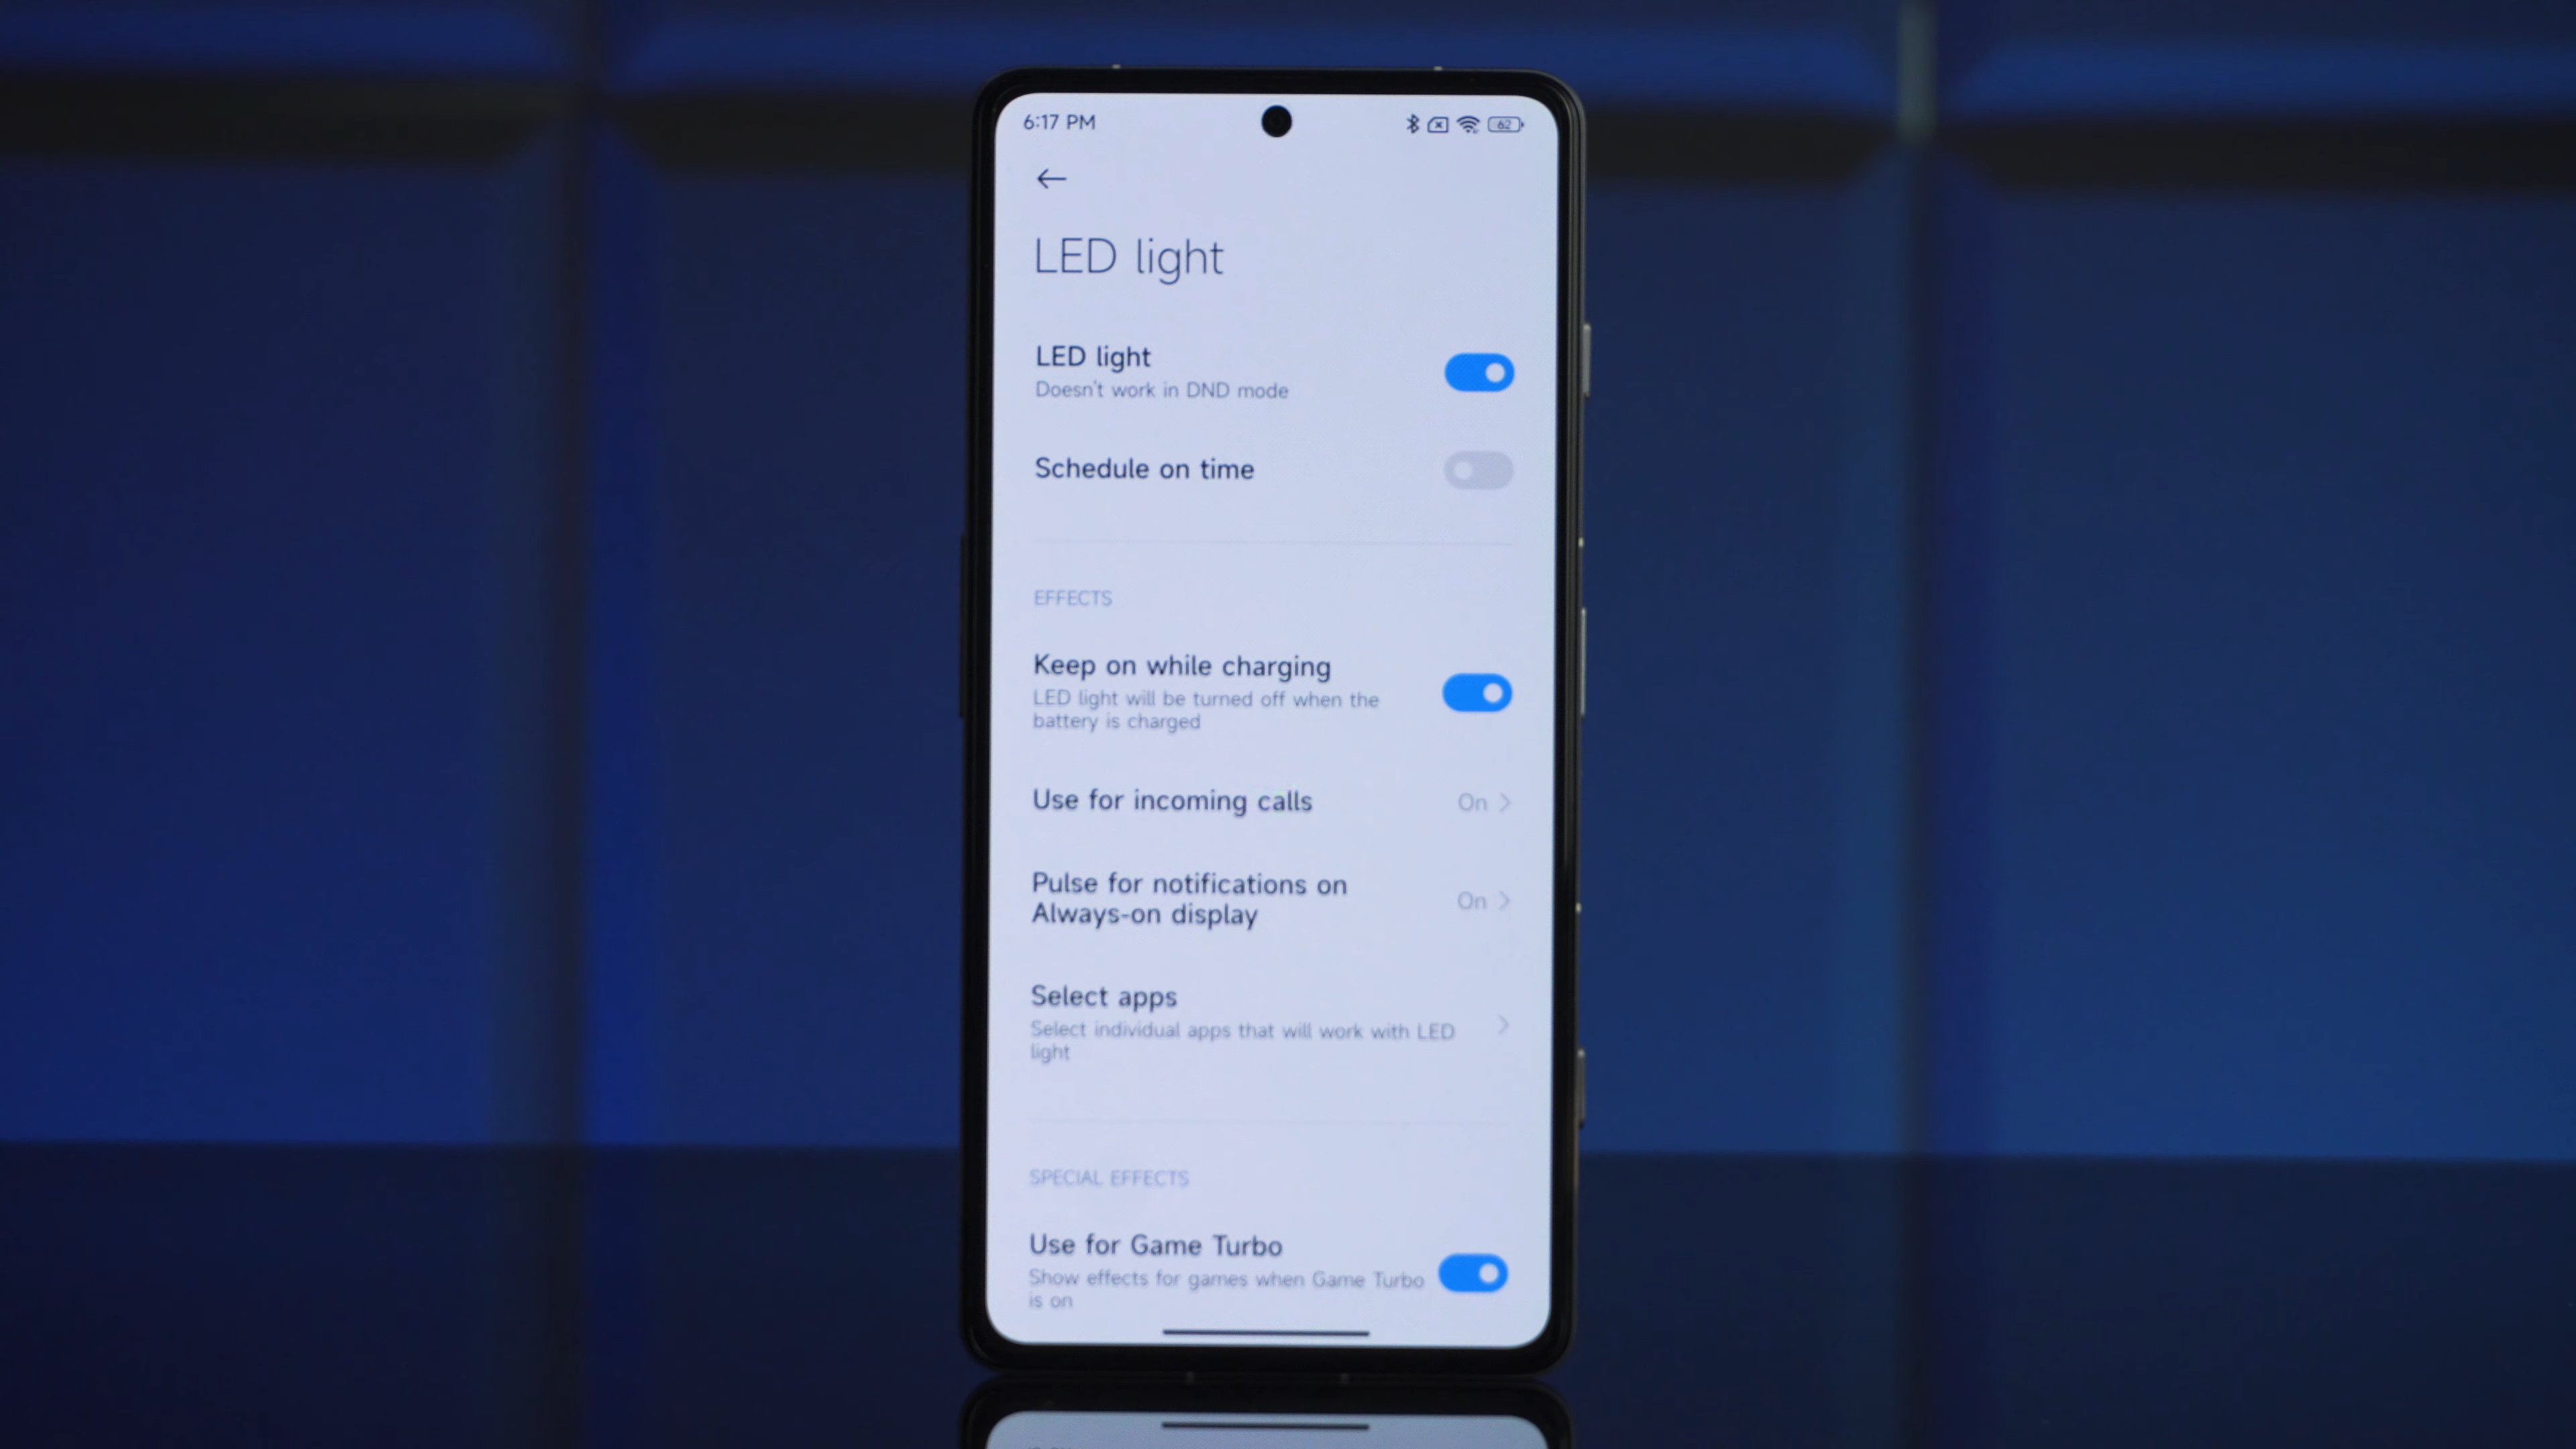 6:17 PM
62
LED light
LED light
Doesn't work in DND mode
Schedule on time
EFFECTS
Keep on while charging
LED light will be turned off when the
battery is charged
Use for incoming calls
On
Pulse for notifications on
Always-on display
On
Select apps
Select individual apps that will work with LED
light
SPECIAL EFFECTS
Use for Game Turbo
Show effects for games when Game Turbo
is on